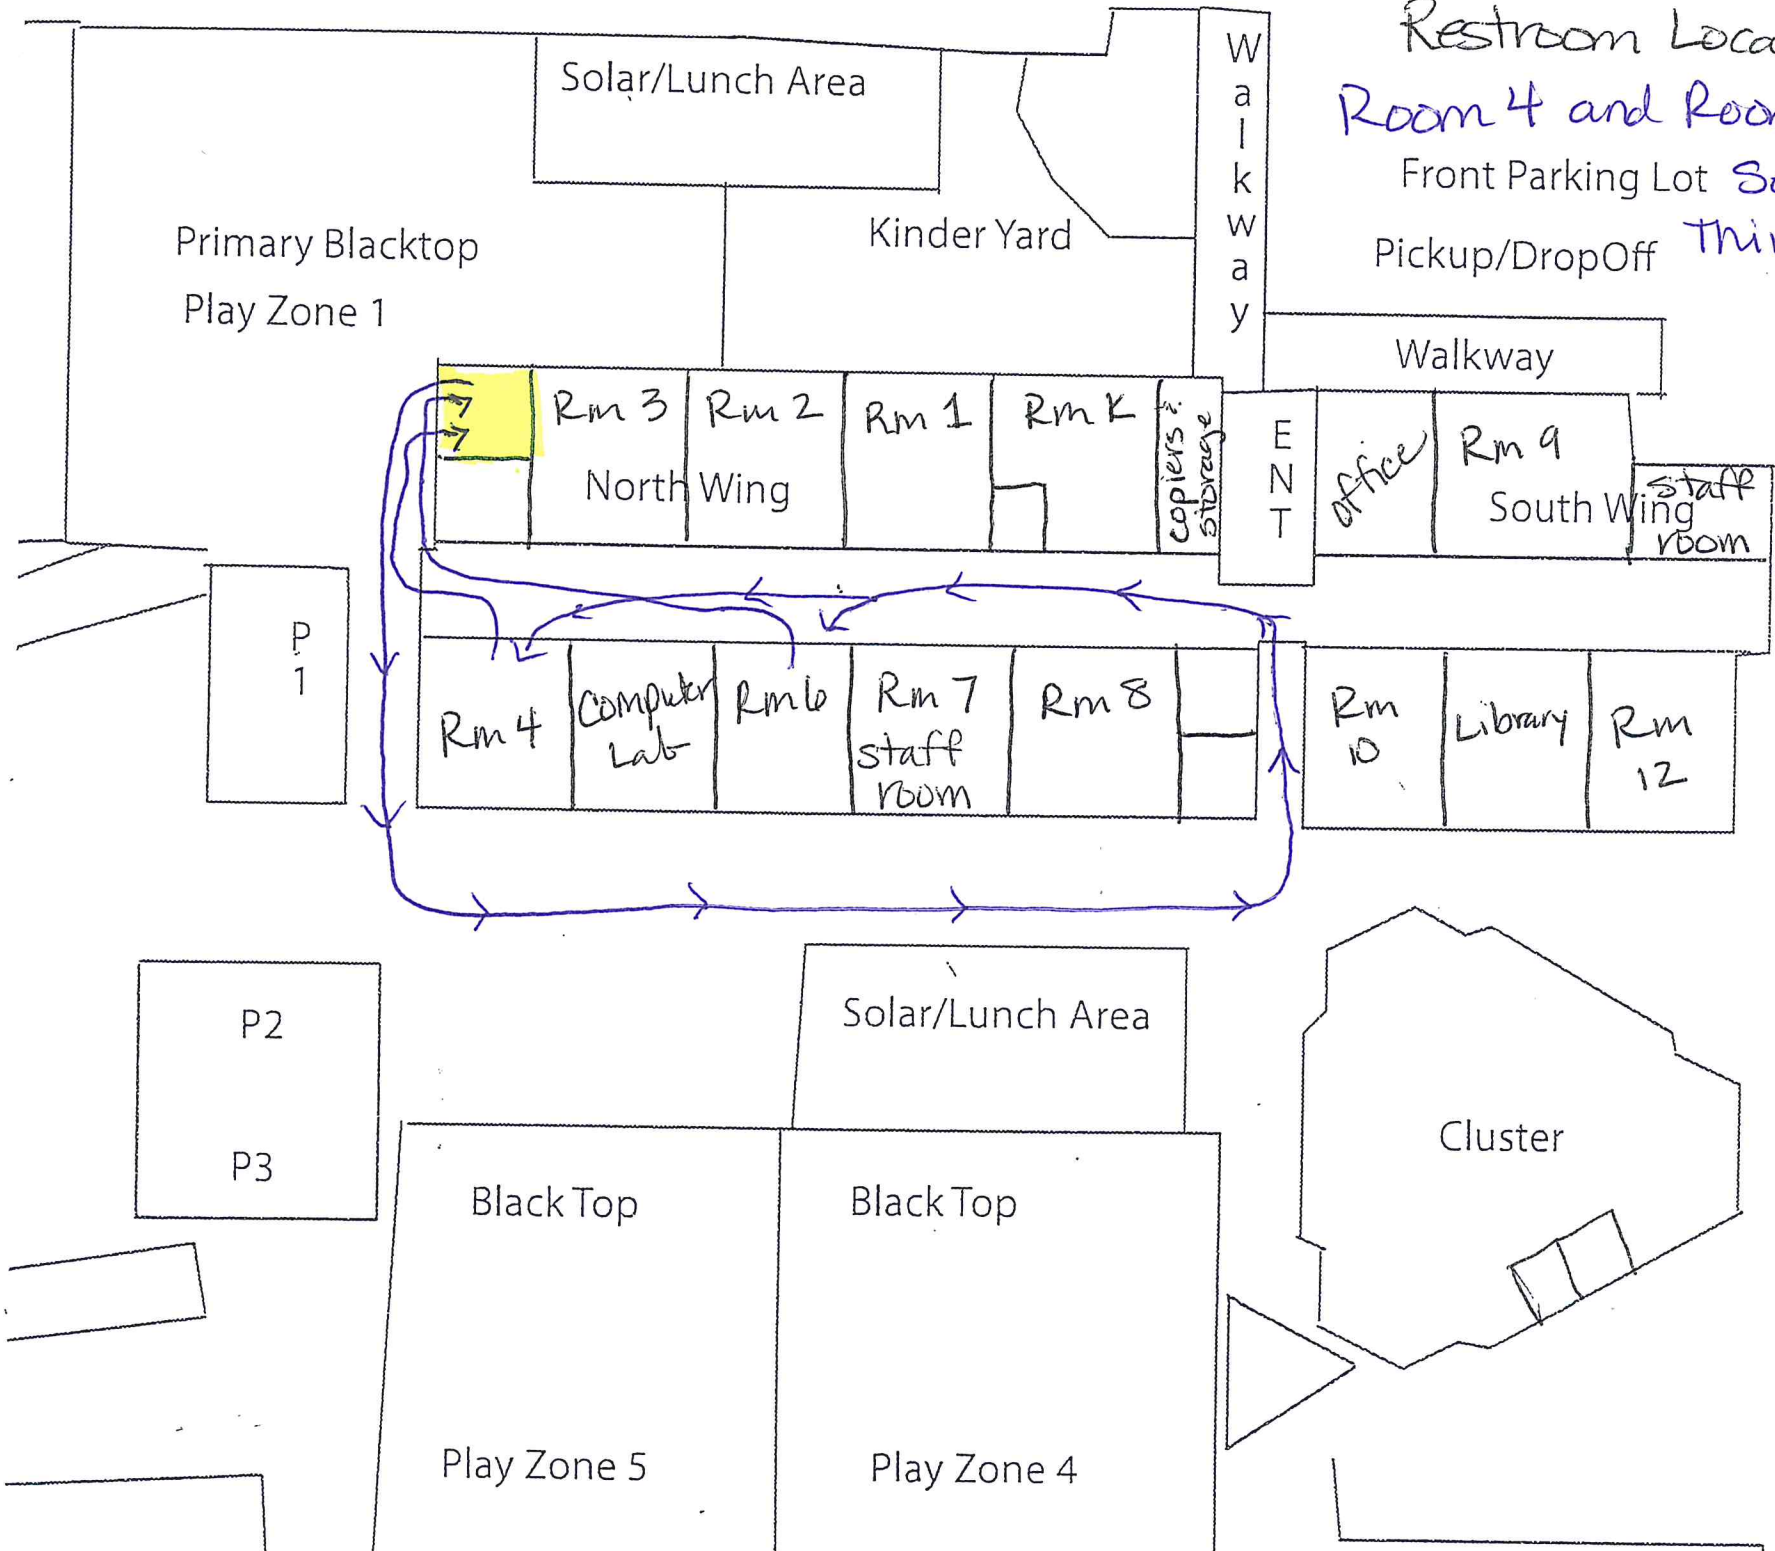 Restroom
Room 4 and
Solar/Lunch Area
Walkway
Front Parking Lot
Primary Blacktop
Kinder Yard
Pickup/DropOff
Play Zone 1
Walkway
Rm 3
Rm 2
Rm 1
Rm K
copiers & storage
ENT
office
Rm 9
North Wing
South Wing
staff
room
P
1
Rm 4
Computer
Lab
Rm 6
Rm 7
staff
room
Rm 8
Rm
10
Library
Rm
12
P2
Solar/Lunch Area
P3
Cluster
Black Top
Black Top
Play Zone 5
Play Zone 4